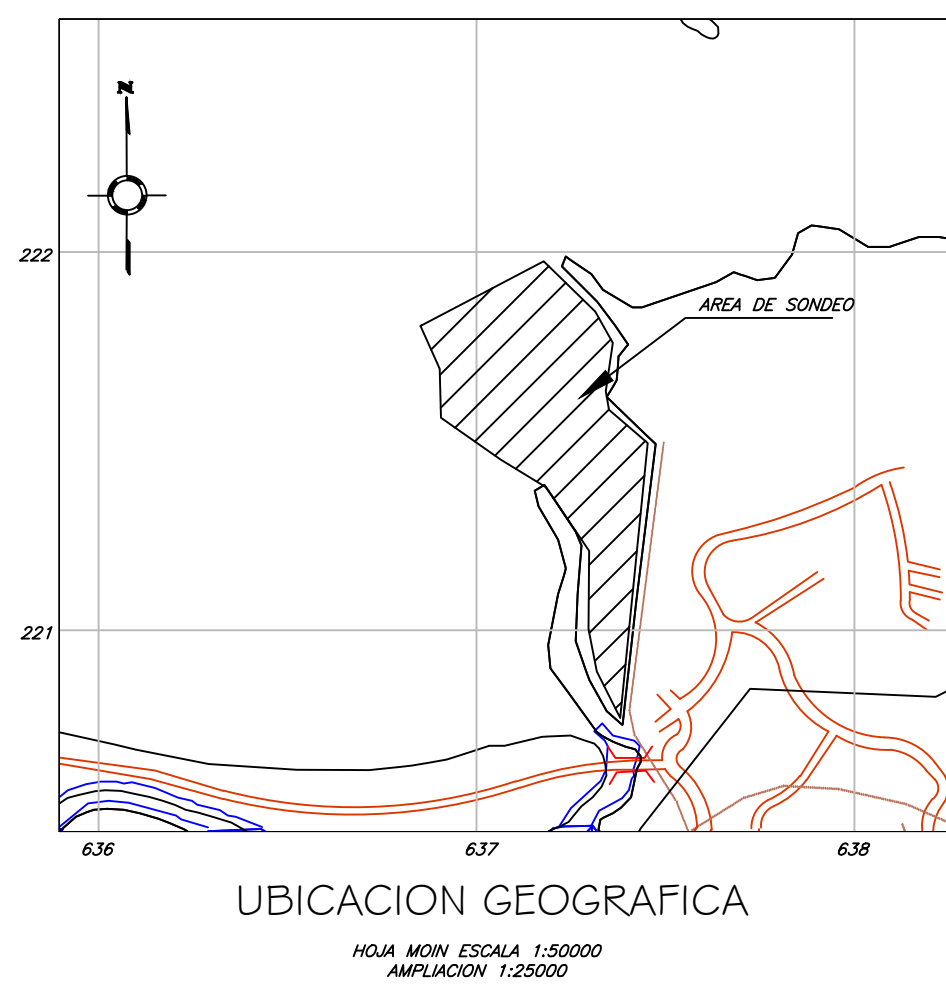 N
222
AREA DE SONDEO
221
636 637 638
UBICACION GEOGRAFICA
HOJA MOIN ESCALA 1:50000
AMPLIACION 1:25000